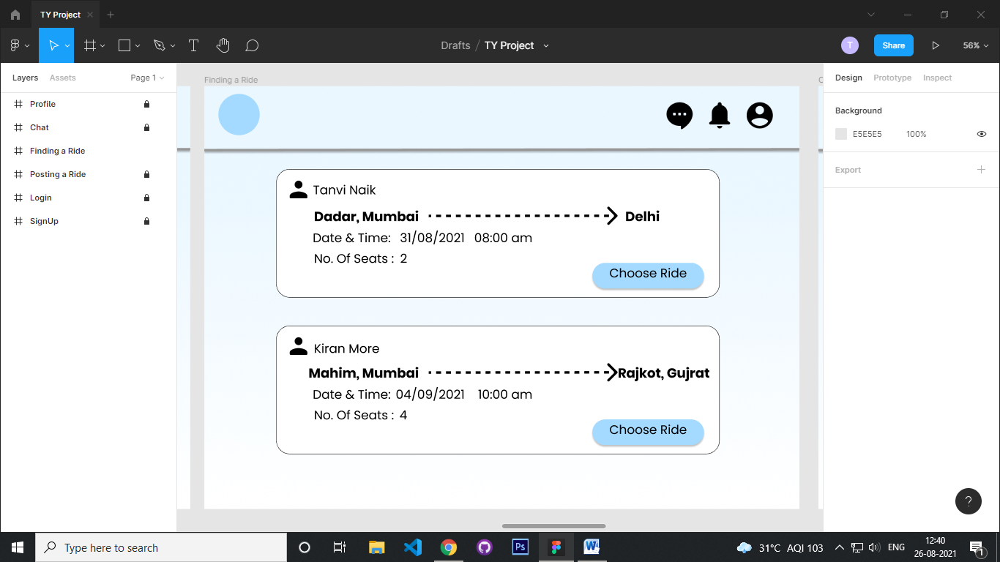 TY Project
Drafts / TY Project
T
Share
56%
Layers Assets Page 1
Profile
Chat
Finding a Ride
Posting a Ride
Login
SignUp
Finding a Ride
Tanvi Naik
Dadar, Mumbai Delhi
Date & Time: 31/08/2021 08:00 am
No. Of Seats : 2
Choose Ride
Kiran More
Mahim, Mumbai Rajkot, Gujrat
Date & Time: 04/09/2021 10:00 am
No. Of Seats : 4
Choose Ride
Design Prototype Inspect
Background
E5E5E5 100%
Export
?
Type here to search
Ps
31°C AQI 103
ENG
12:40
26-08-2021
1